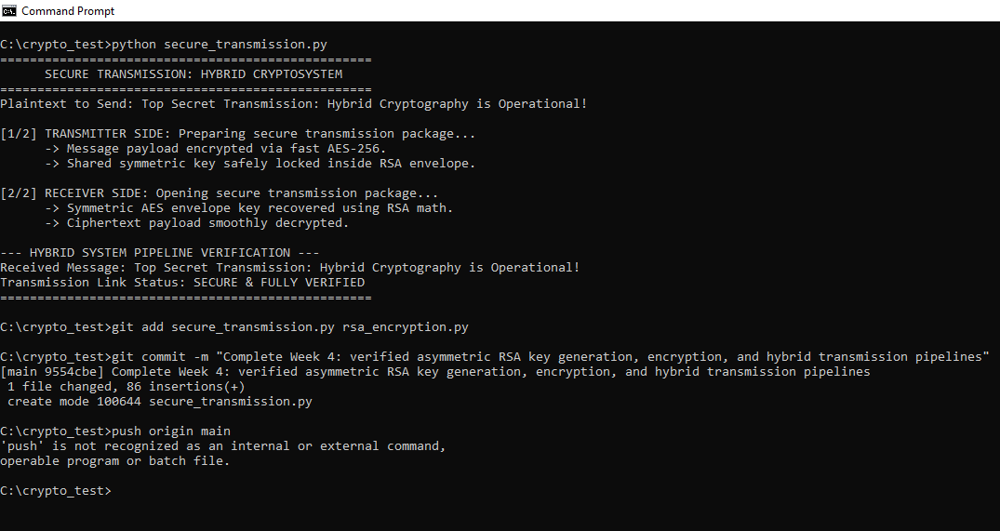 Command Prompt
C:\crypto_test>python secure_transmission.py
==================================================
SECURE TRANSMISSION: HYBRID CRYPTOSYSTEM
==================================================
Plaintext to Send: Top Secret Transmission: Hybrid Cryptography is Operational!
[1/2] TRANSMITTER SIDE: Preparing secure transmission package...
-> Message payload encrypted via fast AES-256.
-> Shared symmetric key safely locked inside RSA envelope.
[2/2] RECEIVER SIDE: Opening secure transmission package...
-> Symmetric AES envelope key recovered using RSA math.
-> Ciphertext payload smoothly decrypted.
--- HYBRID SYSTEM PIPELINE VERIFICATION ---
Received Message: Top Secret Transmission: Hybrid Cryptography is Operational!
Transmission Link Status: SECURE & FULLY VERIFIED
==================================================
C:\crypto_test>git add secure_transmission.py rsa_encryption.py
C:\crypto_test>git commit -m "Complete Week 4: verified asymmetric RSA key generation, encryption, and hybrid transmission pipelines"
[main 9554cbe] Complete Week 4: verified asymmetric RSA key generation, encryption, and hybrid transmission pipelines
1 file changed, 86 insertions(+)
create mode 100644 secure_transmission.py
C:\crypto_test>push origin main
'push' is not recognized as an internal or external command,
operable program or batch file.
C:\crypto_test>